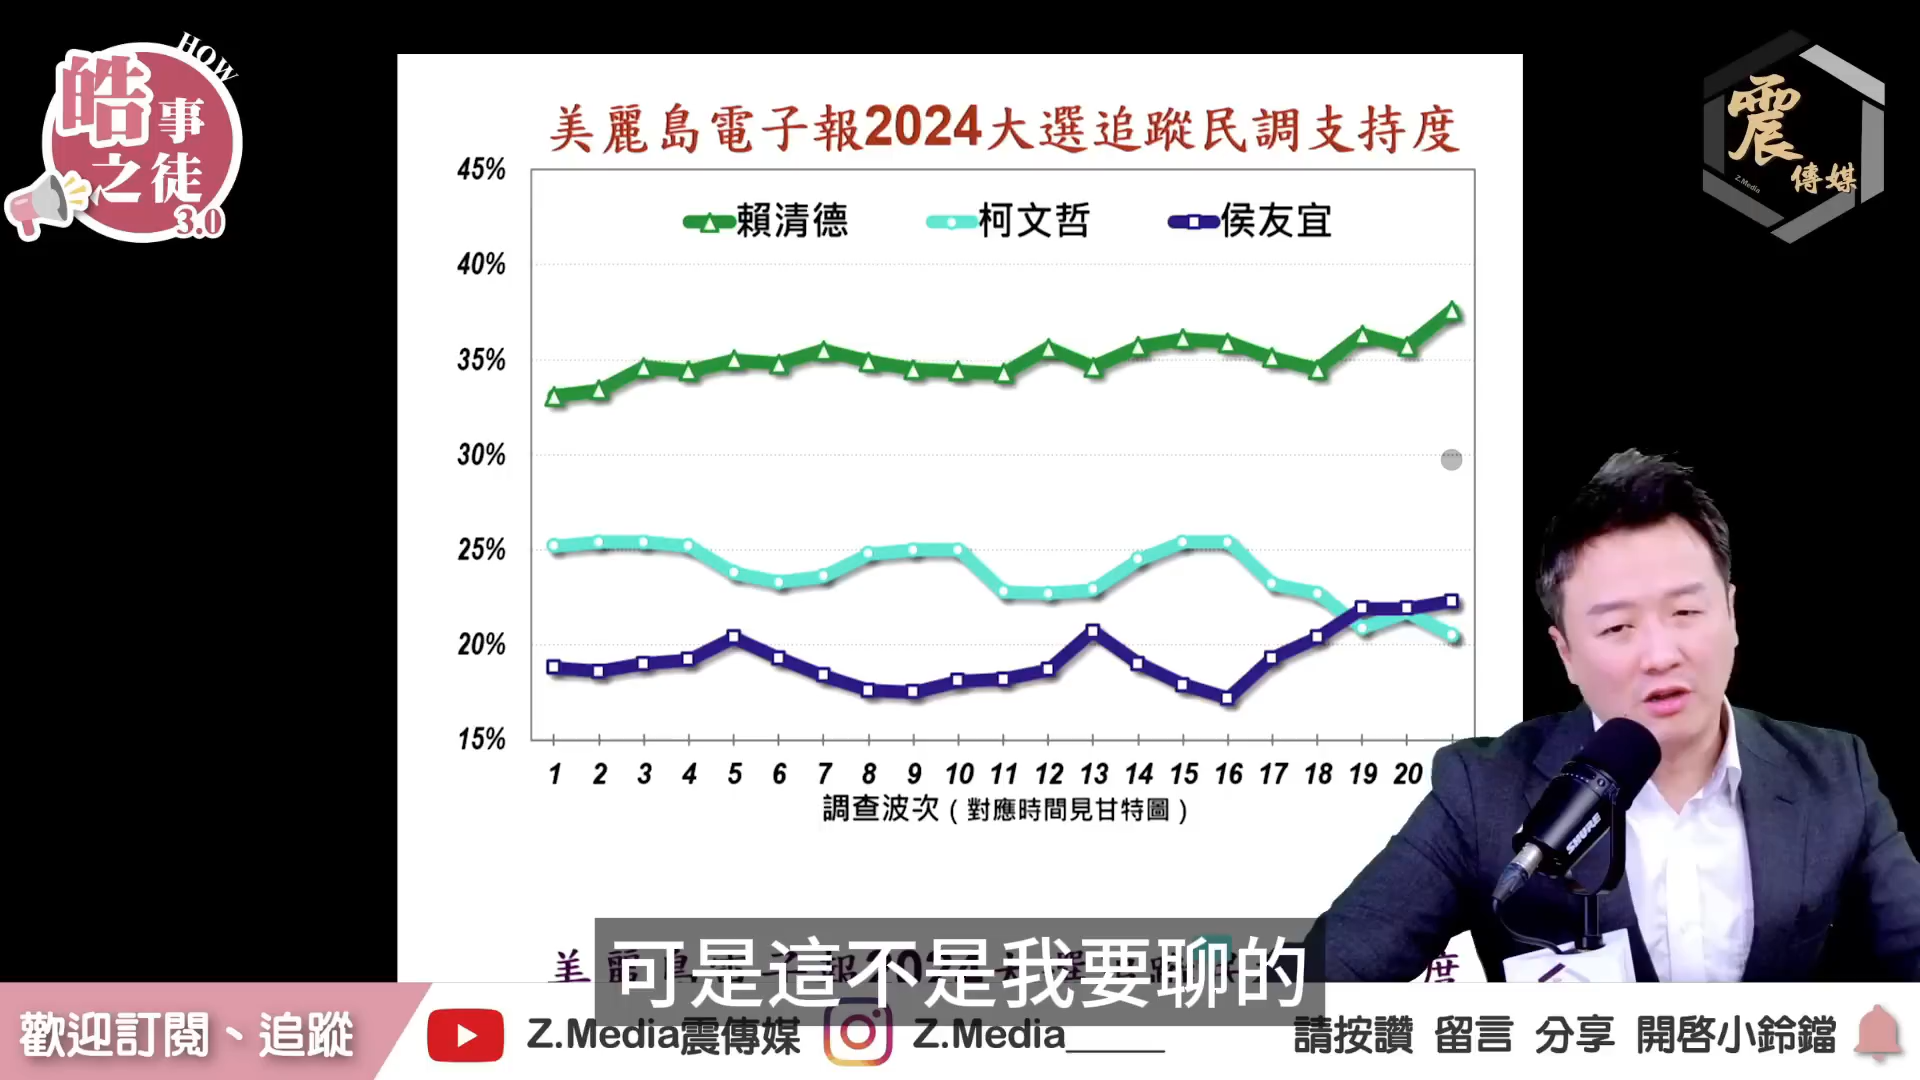 HOW
皓事之徒
3.0
震傳媒
Z.Media
美麗島電子報2024大選追蹤民調支持度
賴清德 柯文哲 侯友宜
45%
40%
35%
30%
25%
20%
15%
1 2 3 4 5 6 7 8 9 10 11 12 13 14 15 16 17 18 19 20
調查波次(對應時間見甘特圖)
SHURE
可是這不是我要聊的
歡迎訂閱、追蹤 Z.Media震傳媒 Z.Media_____ 請按讚 留言 分享 開啓小鈴鐺